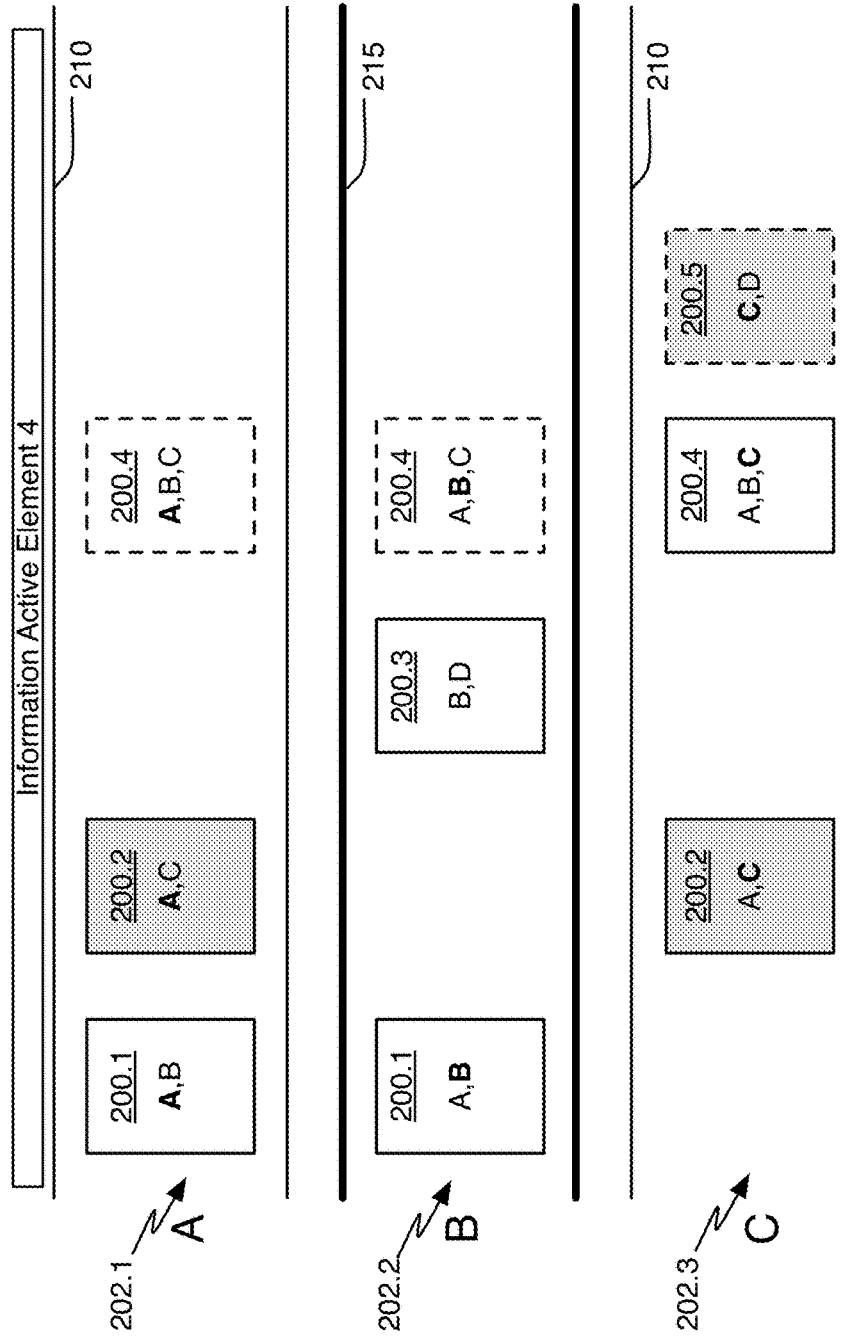 Information Active Element 4
210
202.1
A
200.1
A,B
200.2
A,C
200.4
A,B,C
215
202.2
B
200.1
A,B
200.3
B,D
200.4
A,B,C
210
202.3
C
200.2
A,C
200.4
A,B,C
200.5
C,D